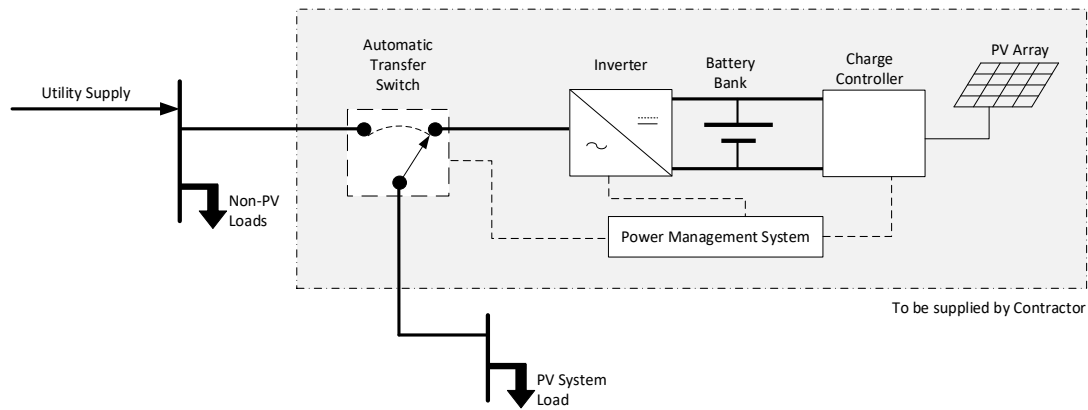 Automatic
Transfer
Switch
Inverter
Battery
Bank
Charge
Controller
PV Array
Utility Supply
Non-PV
Loads
Power Management System
To be supplied by Contractor
PV System
Load